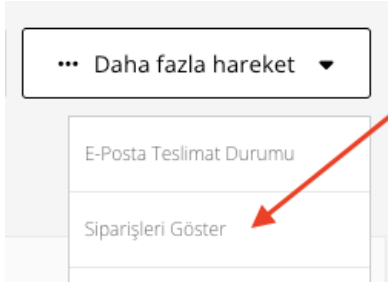 ··· Daha fazla hareket
E-Posta Teslimat Durumu
Siparişleri Göster